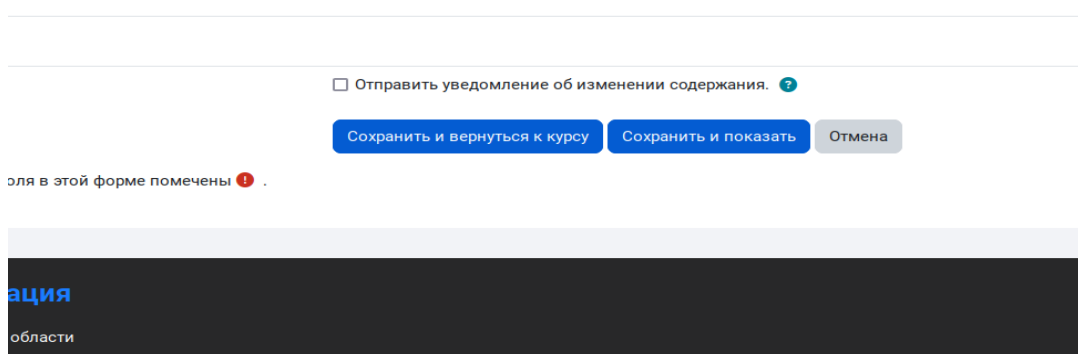 Отправить уведомление об изменении содержания. ?
Сохранить и вернуться к курсу Сохранить и показать Отмена
оля в этой форме помечены ! .
ация
области